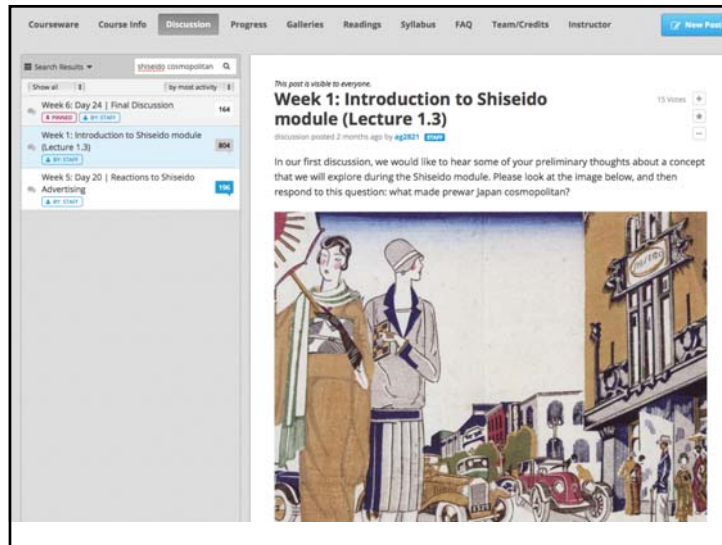 Courseware Course Info Discussion Progress Galleries Readings Syllabus FAQ Team/Credits Instructor New Post
Search Results shiseido cosmopolitan
Show all by most activity
Week 6: Day 24 | Final Discussion 164
PINNED BY STAFF
Week 1: Introduction to Shiseido module
(Lecture 1.3) 804
BY STAFF
Week 5: Day 20 | Reactions to Shiseido
Advertising 196
BY STAFF
This post is visible to everyone.
Week 1: Introduction to Shiseido
module (Lecture 1.3)
15 Votes
discussion posted 2 months ago by ag2821 STAFF
In our first discussion, we would like to hear some of your preliminary thoughts about a concept
that we will explore during the Shiseido module. Please look at the image below, and then
respond to this question: what made prewar Japan cosmopolitan?